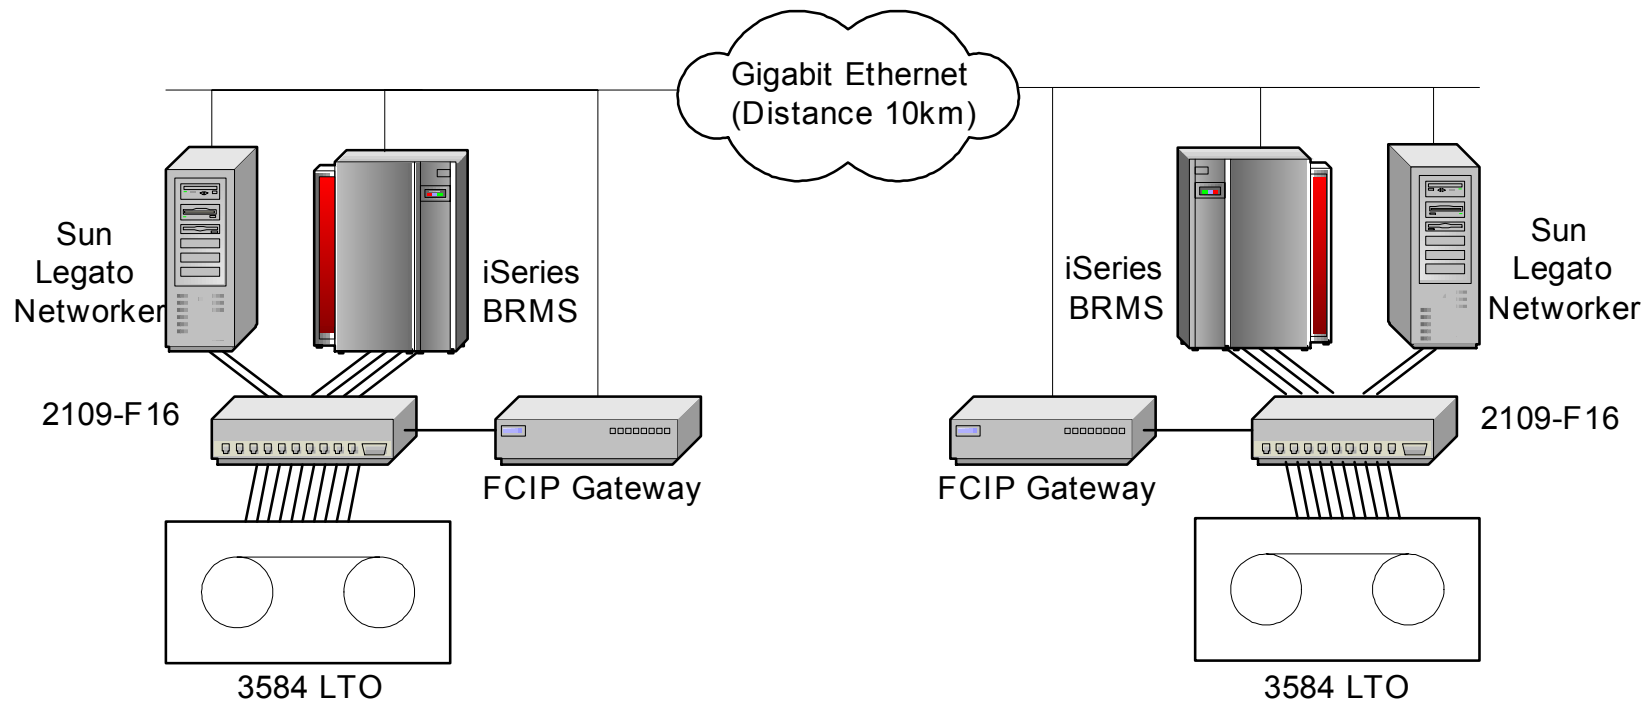 Gigabit Ethernet
(Distance 10km)
Sun
Legato
Networker
iSeries
BRMS
iSeries
BRMS
Sun
Legato
Networker
2109-F16
2109-F16
FCIP Gateway
FCIP Gateway
3584 LTO
3584 LTO